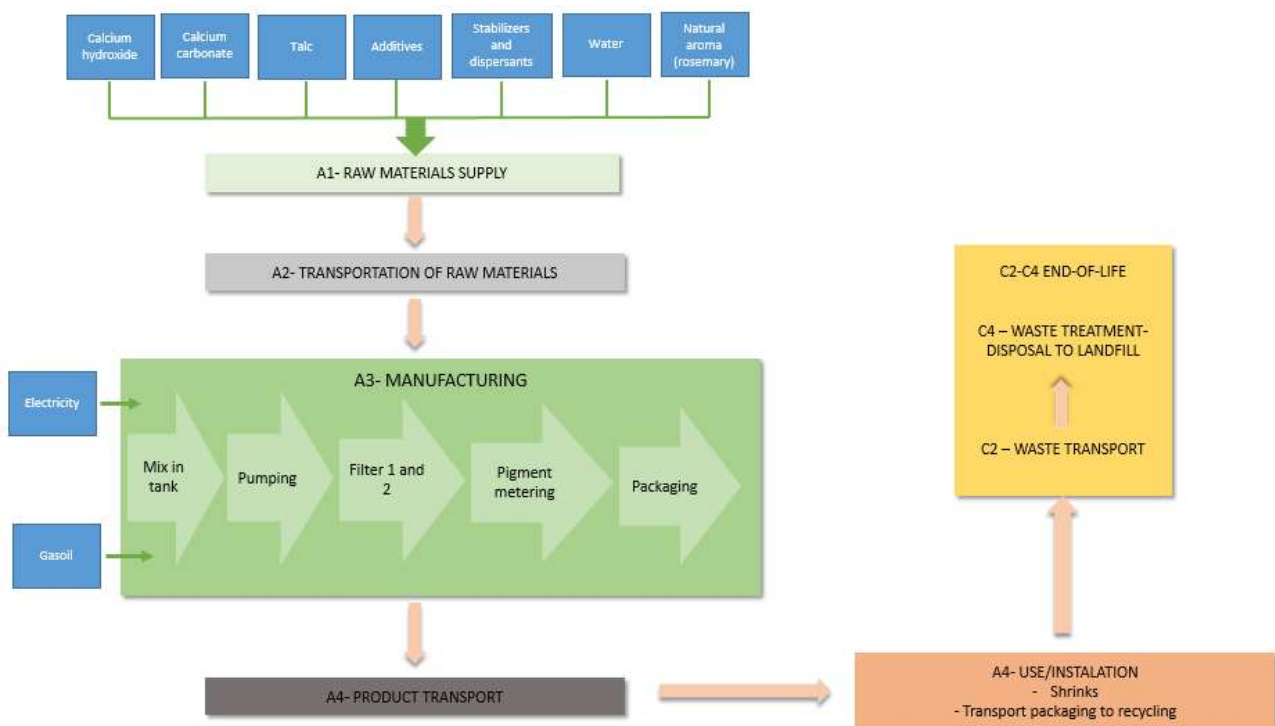 Calcium
hydroxide
Calcium
carbonate
Talc
Additives
Stabilizers
and
dispersants
Water
Natural
aroma
(rosemary)
A1- RAW MATERIALS SUPPLY
A2- TRANSPORTATION OF RAW MATERIALS
A3- MANUFACTURING
Electricity
Gasoil
Mix in
tank
Pumping
Filter 1 and
2
Pigment
metering
Packaging
A4- PRODUCT TRANSPORT
A4- USE/INSTALATION
- Shrinks
- Transport packaging to recycling
C2-C4 END-OF-LIFE
C4 – WASTE TREATMENT-
DISPOSAL TO LANDFILL
C2 – WASTE TRANSPORT